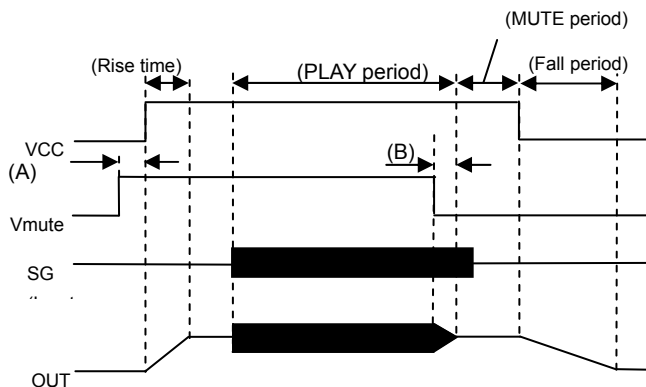 (MUTE period)
(Rise time)
(PLAY period)
(Fall period)
VCC
(A)
(B)
Vmute
SG
OUT